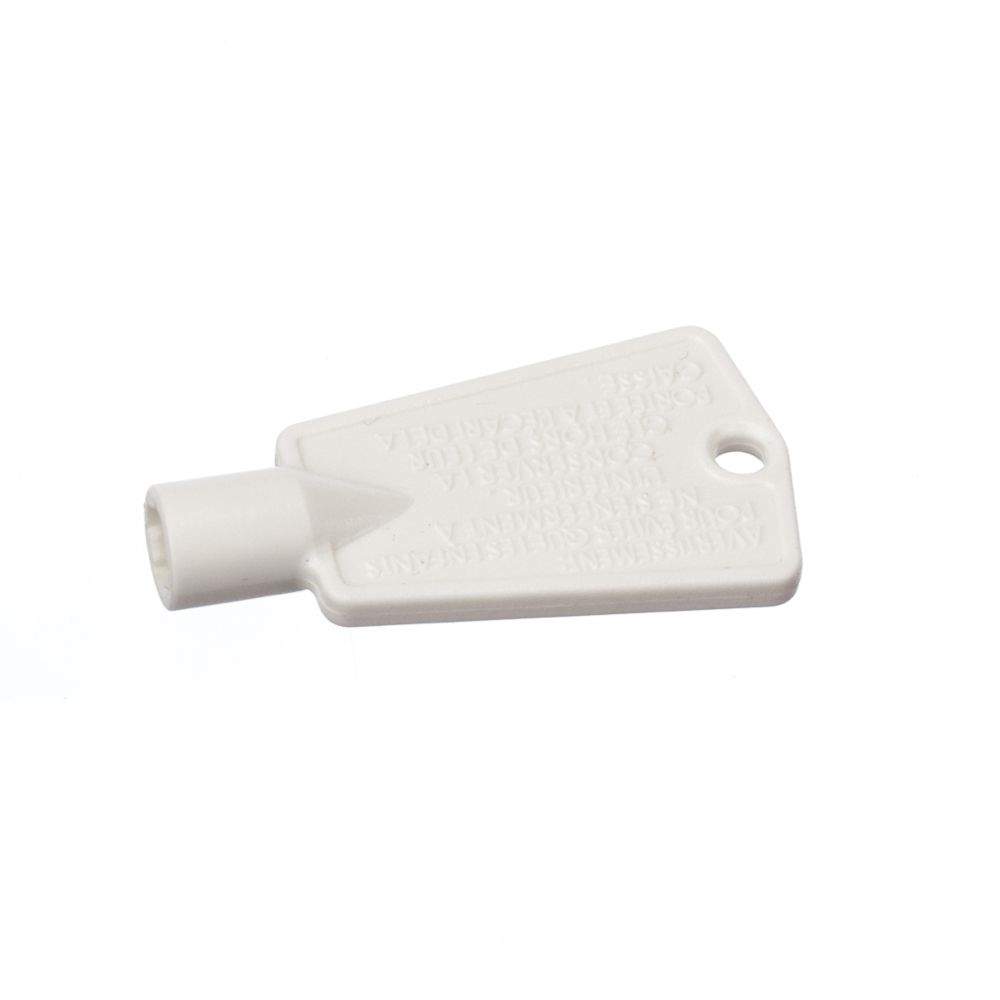 AVERTISSEMENT:
POUR EVITER QUE LES ENFANTS
NE S'ENFERMENT A
L'INTERIEUR
CONSERVER LA
CLE HORS DE LEUR
PORTEE ET A L'ECART DE LA
CAISSE.